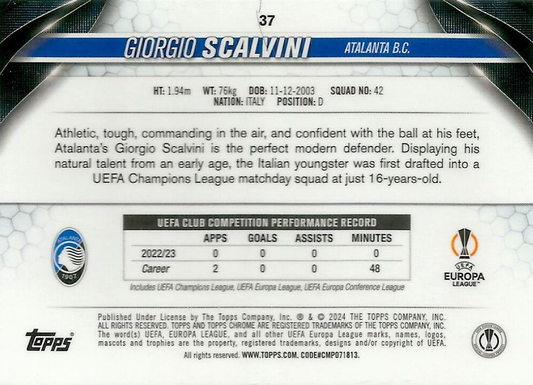 37
GIORGIO SCALVINI ATALANTA B.C.
HT: 1.94m WT: 76kg DOB: 11-12-2003 SQUAD NO: 42
NATION: ITALY POSITION: D
Athletic, tough, commanding in the air, and confident with the ball at his feet,
Atalanta's Giorgio Scalvini is the perfect modern defender. Displaying his
natural talent from an early age, the Italian youngster was first drafted into a
UEFA Champions League matchday squad at just 16-years-old.
UEFA CLUB COMPETITION PERFORMANCE RECORD
APPS GOALS ASSISTS MINUTES
2022/23 0 0 0 0
Career 2 0 0 48
Includes UEFA Champions League, UEFA Europa League, UEFA Europa Conference League
ATALANTA
1907
UEFA
EUROPA
LEAGUE™
Topps
Published Under License by The Topps Company, Inc. ® & © 2024 THE TOPPS COMPANY, INC.
ALL RIGHTS RESERVED. TOPPS AND TOPPS CHROME ARE REGISTERED TRADEMARKS OF THE TOPPS COMPANY, INC.
The word(s) UEFA, EUROPA LEAGUE, and all other UEFA EUROPA LEAGUE marks, names, logos,
mascots and trophies are the property, registered trademarks, designs and/or copyright of UEFA.
All rights reserved. WWW.TOPPS.COM. CODE#CMP071813.